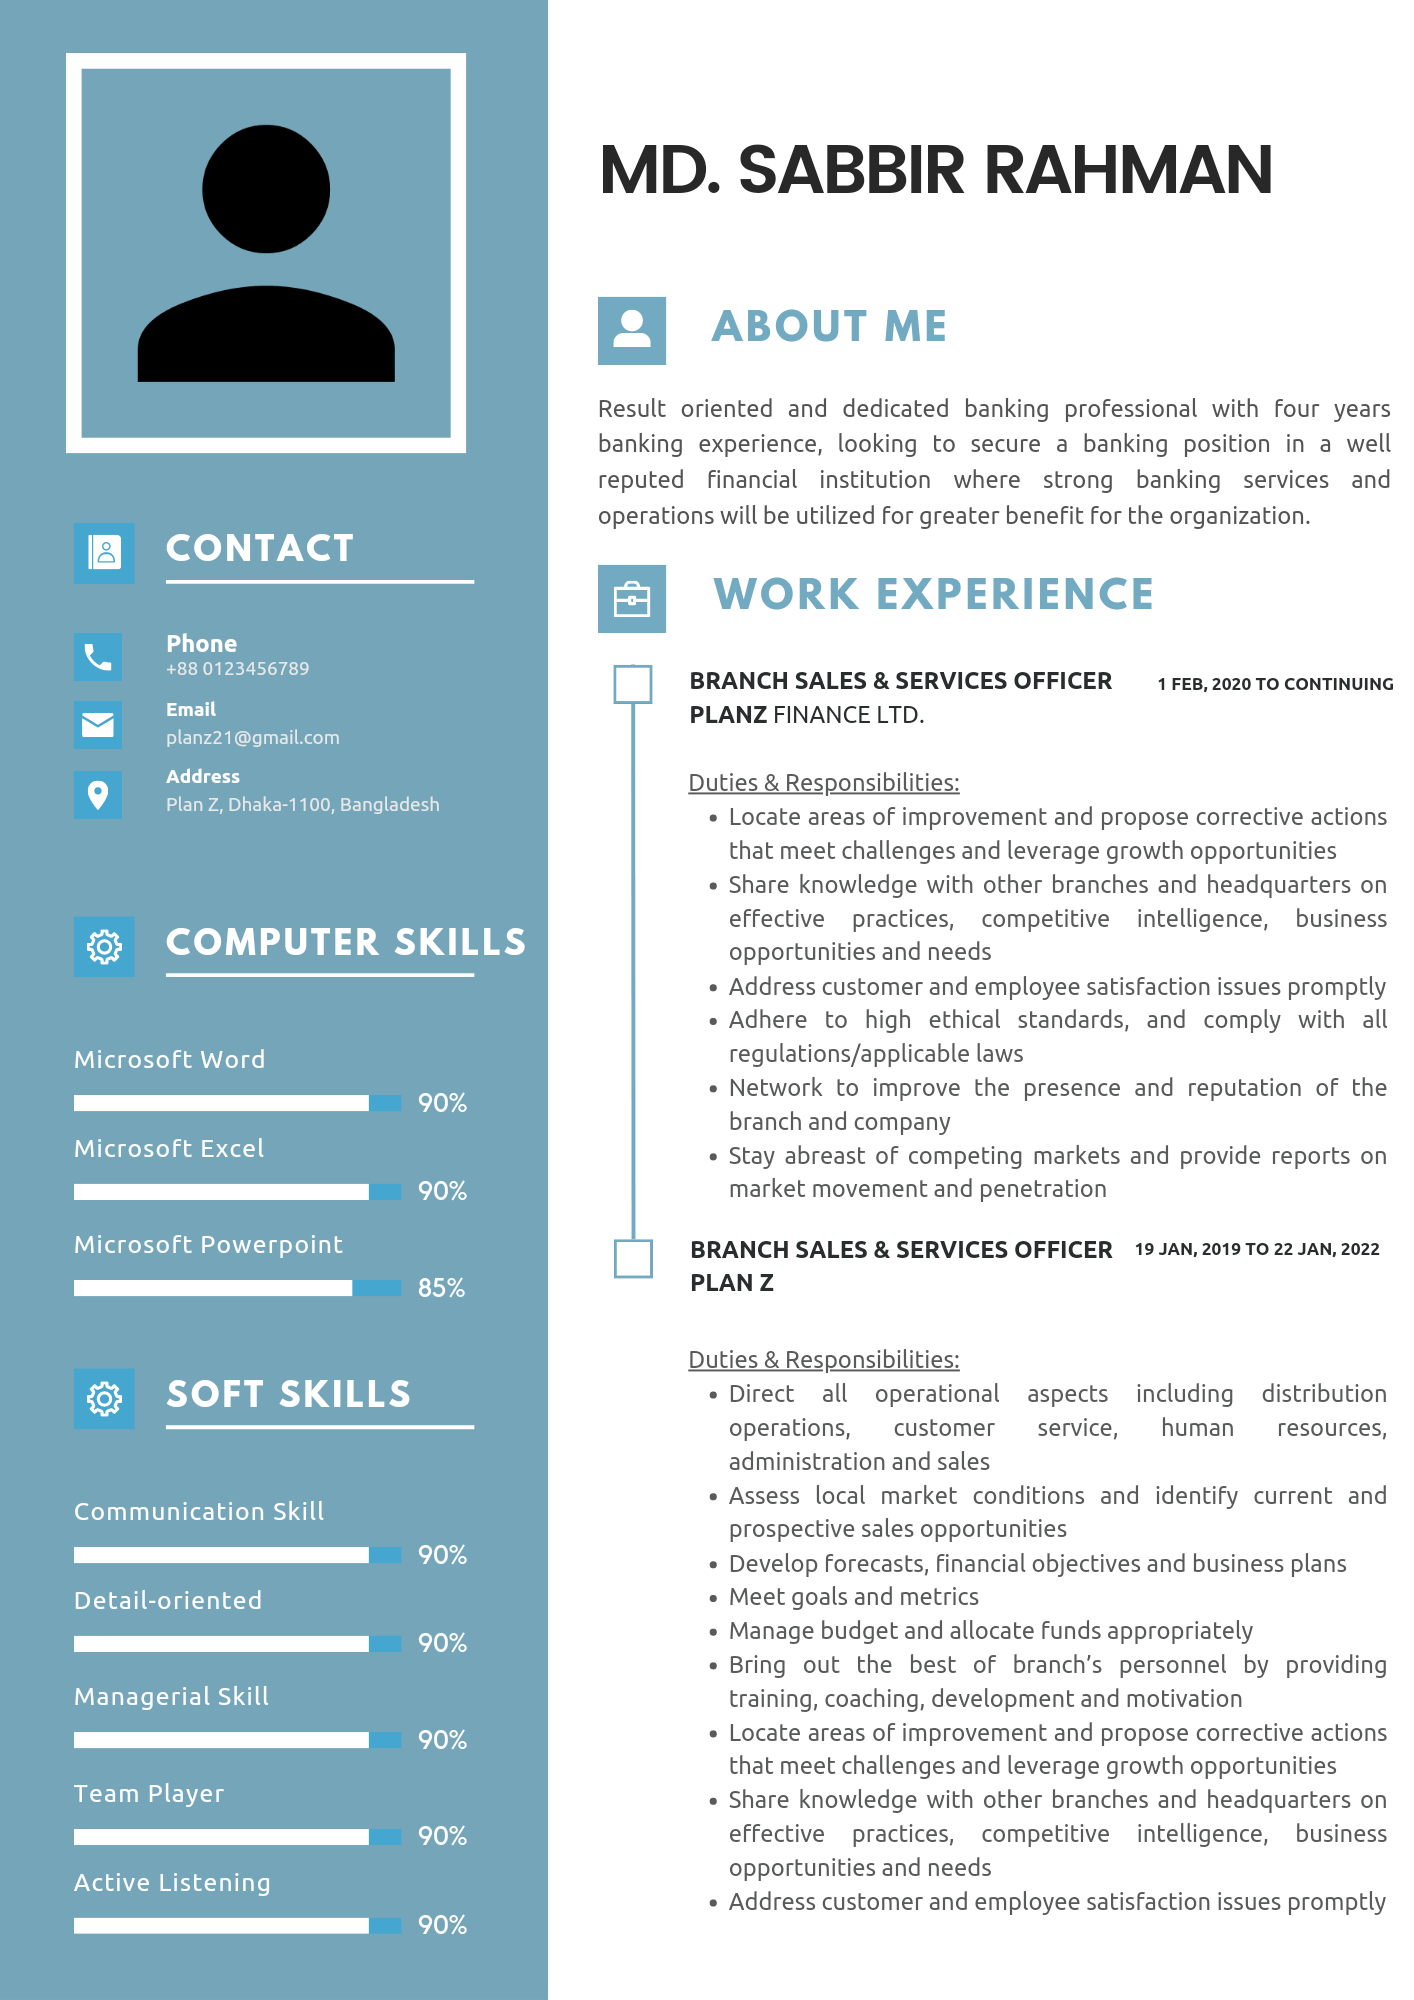 MD. SABBIR RAHMAN
CONTACT
Phone
+88 0123456789
Email
planz21@gmail.com
Address
Plan Z, Dhaka-1100, Bangladesh
COMPUTER SKILLS
Microsoft Word
90%
Microsoft Excel
90%
Microsoft Powerpoint
85%
SOFT SKILLS
Communication Skill
90%
Detail-oriented
90%
Managerial Skill
90%
Team Player
90%
Active Listening
90%
ABOUT ME
Result oriented and dedicated banking professional with four years
banking experience, looking to secure a banking position in a well
reputed financial institution where strong banking services and
operations will be utilized for greater benefit for the organization.
WORK EXPERIENCE
BRANCH SALES & SERVICES OFFICER 1 FEB, 2020 TO CONTINUING
PLANZ FINANCE LTD.
Duties & Responsibilities:
• Locate areas of improvement and propose corrective actions
that meet challenges and leverage growth opportunities
• Share knowledge with other branches and headquarters on
effective practices, competitive intelligence, business
opportunities and needs
• Address customer and employee satisfaction issues promptly
• Adhere to high ethical standards, and comply with all
regulations/applicable laws
• Network to improve the presence and reputation of the
branch and company
• Stay abreast of competing markets and provide reports on
market movement and penetration
BRANCH SALES & SERVICES OFFICER 19 JAN, 2019 TO 22 JAN, 2022
PLAN Z
Duties & Responsibilities:
• Direct all operational aspects including distribution
operations, customer service, human resources,
administration and sales
• Assess local market conditions and identify current and
prospective sales opportunities
• Develop forecasts, financial objectives and business plans
• Meet goals and metrics
• Manage budget and allocate funds appropriately
• Bring out the best of branch’s personnel by providing
training, coaching, development and motivation
• Locate areas of improvement and propose corrective actions
that meet challenges and leverage growth opportunities
• Share knowledge with other branches and headquarters on
effective practices, competitive intelligence, business
opportunities and needs
• Address customer and employee satisfaction issues promptly